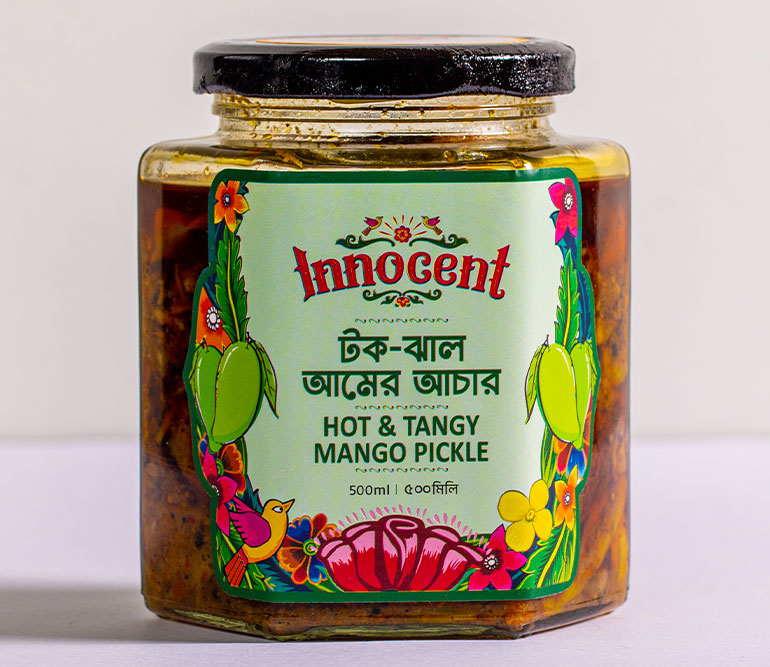 Innocent
টক-ঝাল
আমের আচার
HOT & TANGY
MANGO PICKLE
500ml | ৫০০মিলি